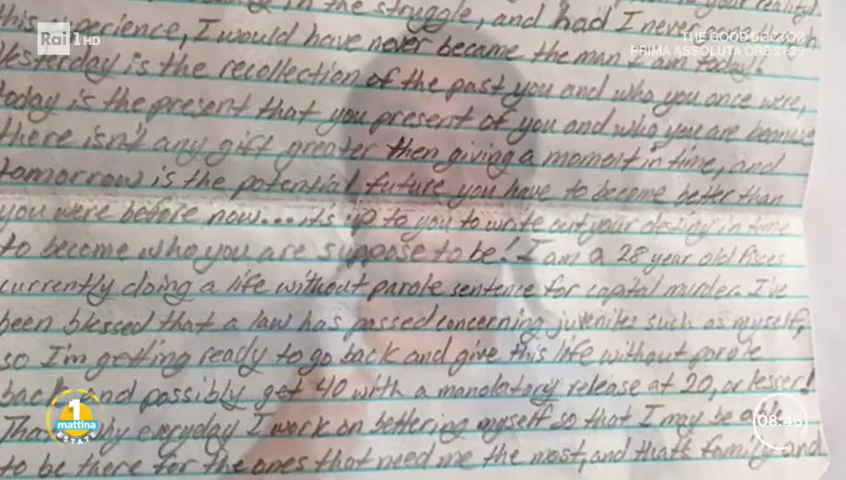 in the struggle, and had I never
Rai 1 HD
this experience, I would have never became the man I am today!
THE GOOD DOCTOR
PRIMA ASSOLUTA ORE 21.25
Yesterday is the recollection of the past you and who you once were,
today is the present that you present of you and who you are because
there isn't any gift greater then giving a moment in time, and
tomorrow is the potential future you have to become better than
you were before now.... it's up to you to write out your destiny in time
to become who you are suppose to be! I am a 28 year old Pisces
currently doing a life without parole sentence for capital murder. I've
been blessed that a law has passed concerning juveniles such as myself,
so I'm getting ready to go back and give this life without parole
back and possibly get 40 with a mandatory release at 20, or lesser!
1 mattina ESTATE
08:46
why everyday I work on bettering myself so that I may be able
to be there for the ones that need me the most, and that's family and